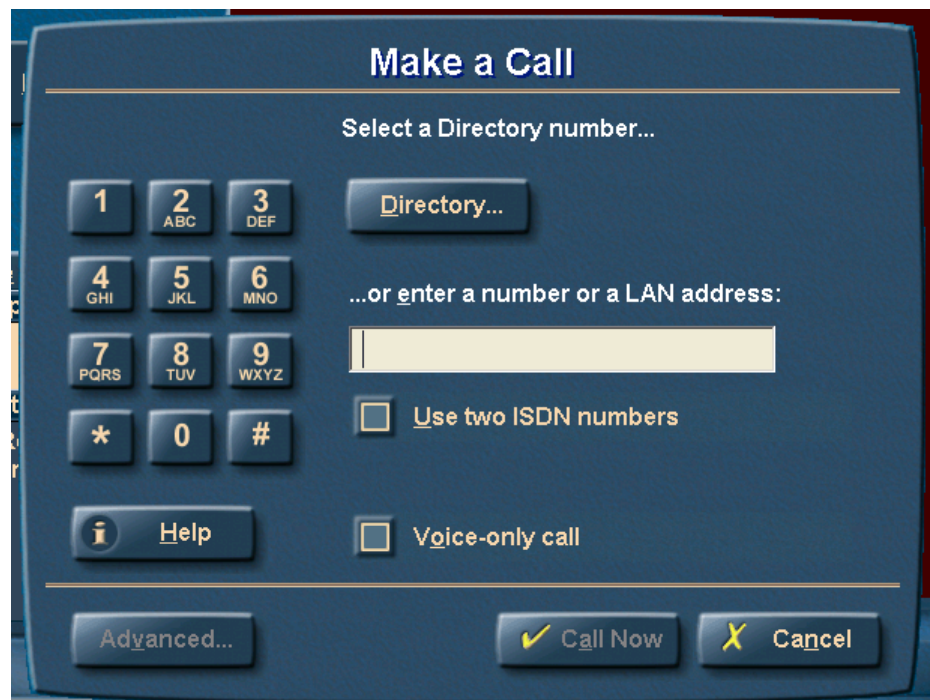 Make a Call
Select a Directory number...
1
2
ABC
3
DEF
Directory...
4
GHI
5
JKL
6
MNO
...or enter a number or a LAN address:
7
PQRS
8
TUV
9
WXYZ
*
0
#
Use two ISDN numbers
i Help
Voice-only call
Advanced...
Call Now
X Cancel